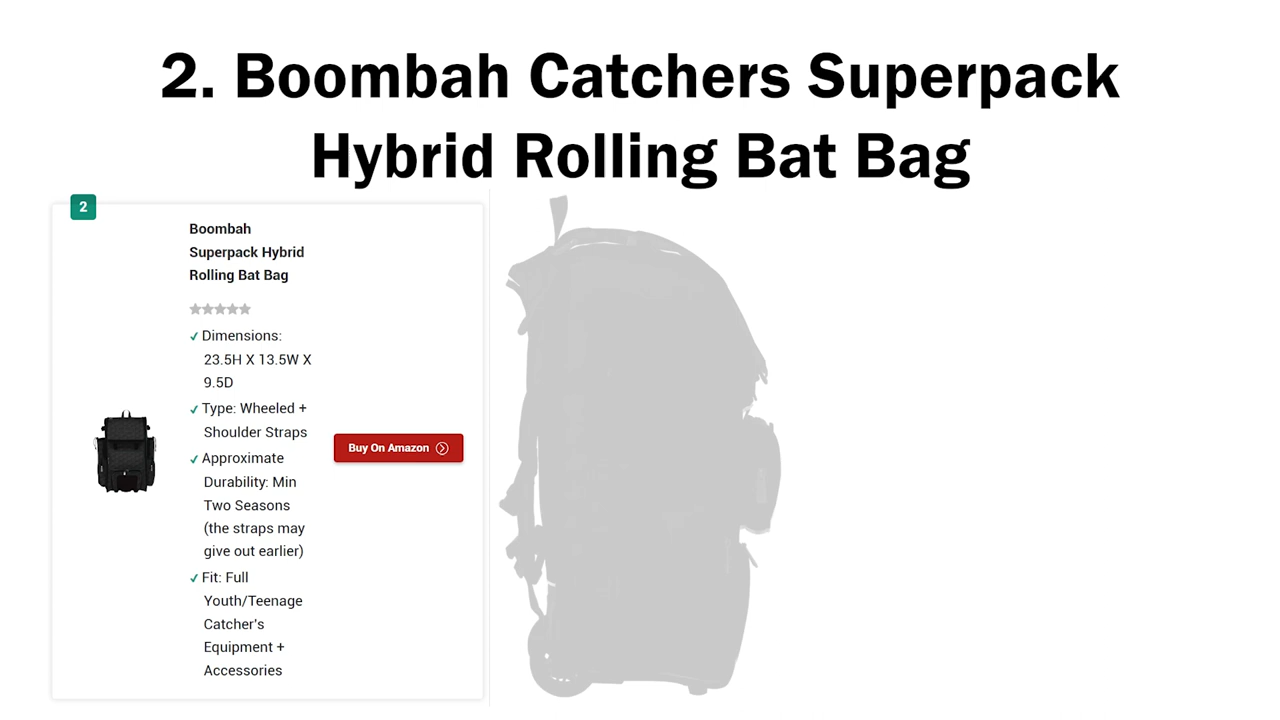 2. Boombah Catchers Superpack
Hybrid Rolling Bat Bag
2
Boombah
Superpack Hybrid
Rolling Bat Bag
✓ Dimensions:
23.5H X 13.5W X
9.5D
✓ Type: Wheeled +
Shoulder Straps
✓ Approximate
Durability: Min
Two Seasons
(the straps may
give out earlier)
✓ Fit: Full
Youth/Teenage
Catcher's
Equipment +
Accessories
Buy On Amazon